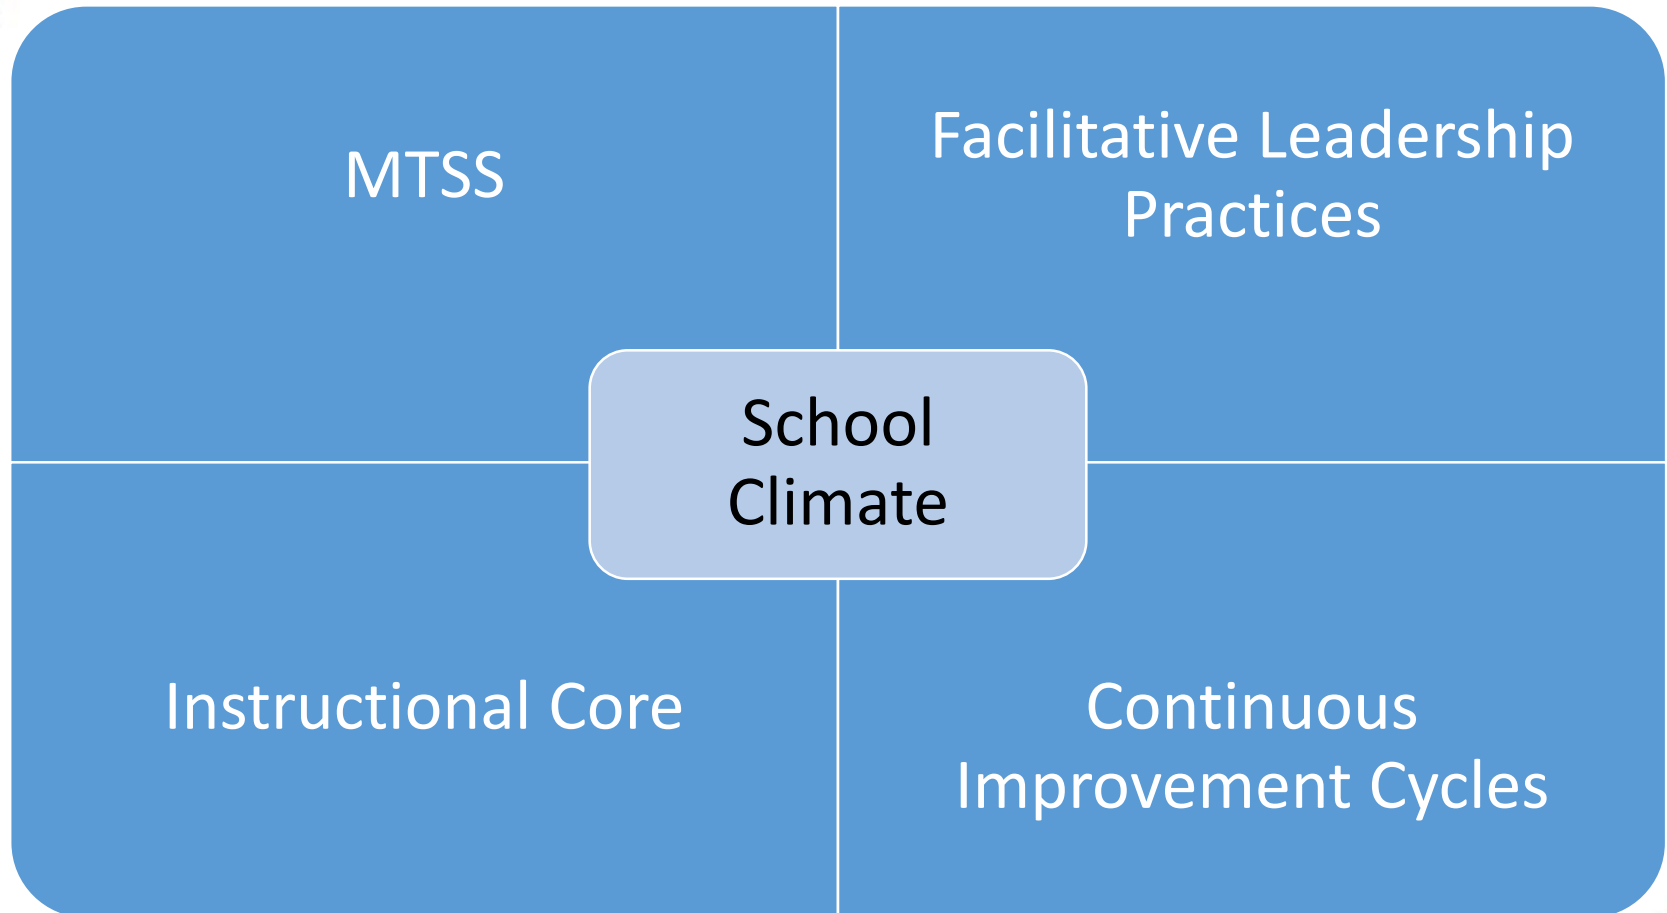 MTSS
Facilitative Leadership
Practices
School
Climate
Instructional Core
Continuous
Improvement Cycles